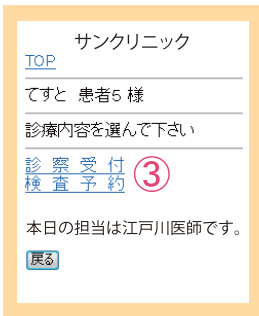 サンクリニック
TOP
てすと 患者5 様
診療内容を選んで下さい
診 察 受 付
検 査 予 約
③
本日の担当は江戸川医師です。
戻る